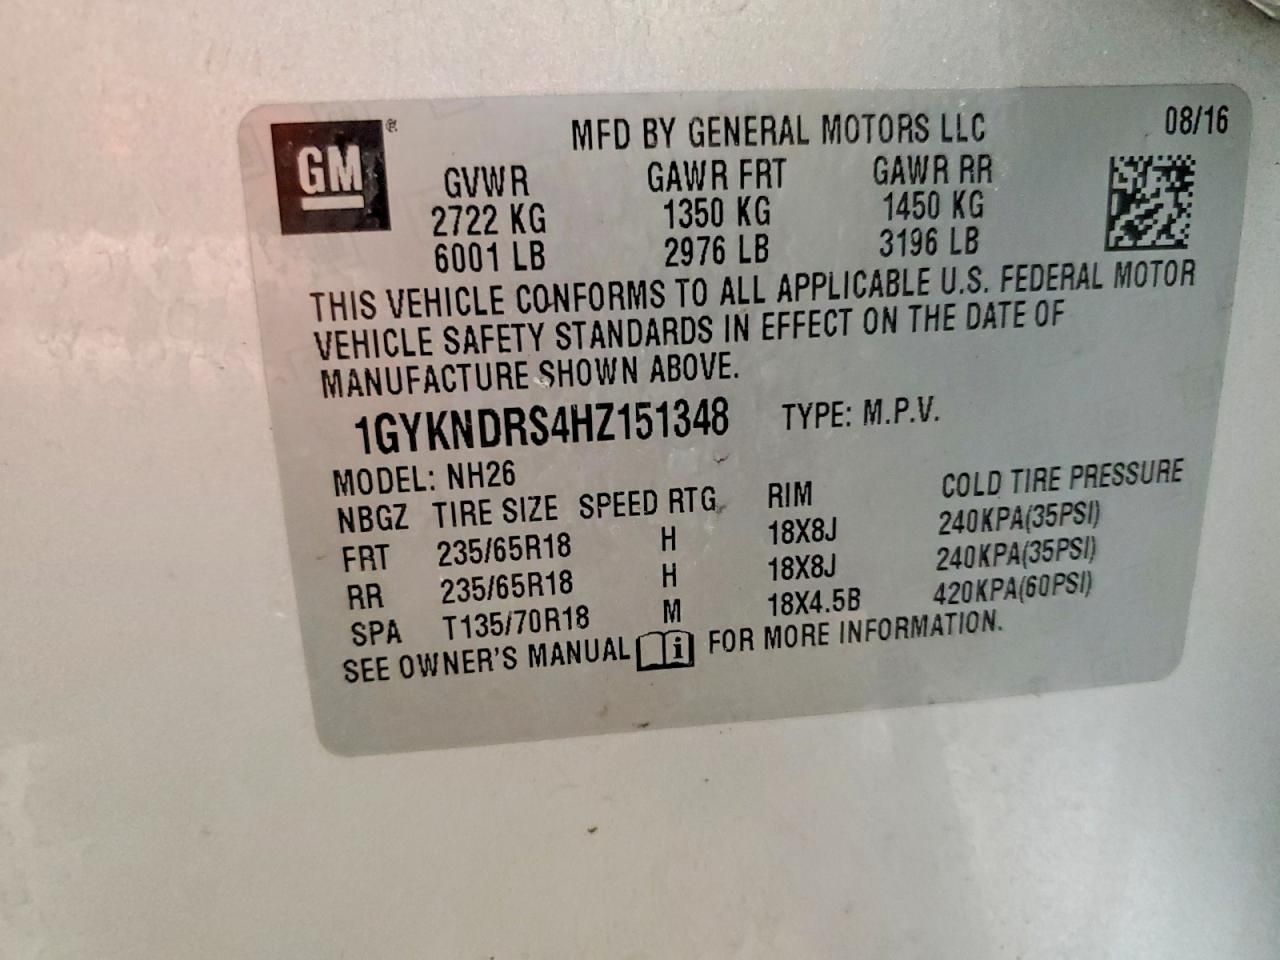 GM®
MFD BY GENERAL MOTORS LLC 08/16
GVWR GAWR FRT GAWR RR
2722 KG 1350 KG 1450 KG
6001 LB 2976 LB 3196 LB
THIS VEHICLE CONFORMS TO ALL APPLICABLE U.S. FEDERAL MOTOR
VEHICLE SAFETY STANDARDS IN EFFECT ON THE DATE OF
MANUFACTURE SHOWN ABOVE.
1GYKNDRS4HZ151348 TYPE: M.P.V.
MODEL: NH26
NBGZ TIRE SIZE SPEED RTG RIM COLD TIRE PRESSURE
FRT 235/65R18 H 18X8J 240KPA(35PSI)
RR 235/65R18 H 18X8J 240KPA(35PSI)
SPA T135/70R18 M 18X4.5B 420KPA(60PSI)
SEE OWNER'S MANUAL i FOR MORE INFORMATION.